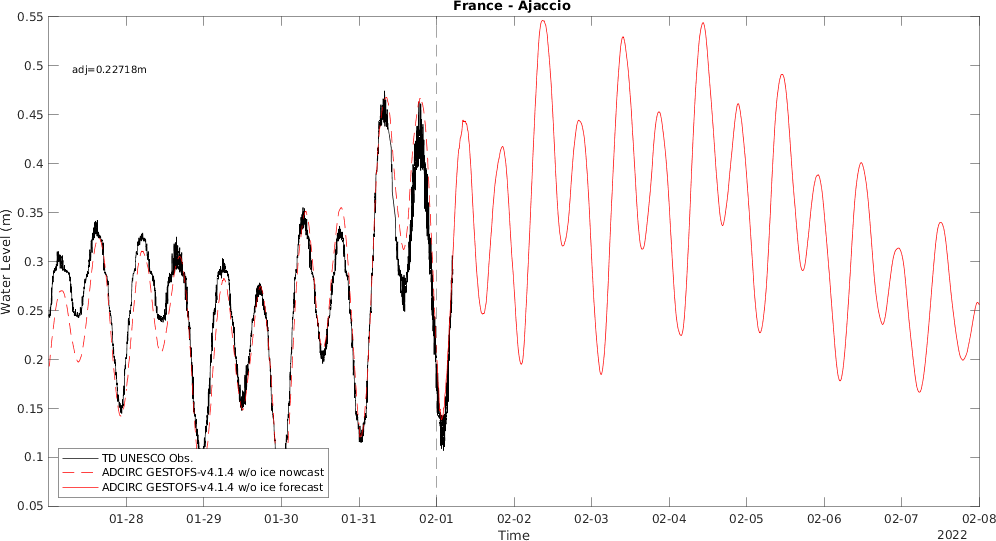 France - Ajaccio
adj=0.22718m
Water Level (m)
0.55
0.5
0.45
0.4
0.35
0.3
0.25
0.2
0.15
0.1
0.05
TD UNESCO Obs.
ADCIRC GESTOFS-v4.1.4 w/o ice nowcast
ADCIRC GESTOFS-v4.1.4 w/o ice forecast
01-28 01-29 01-30 01-31 02-01 02-02 02-03 02-04 02-05 02-06 02-07 02-08
Time
2022